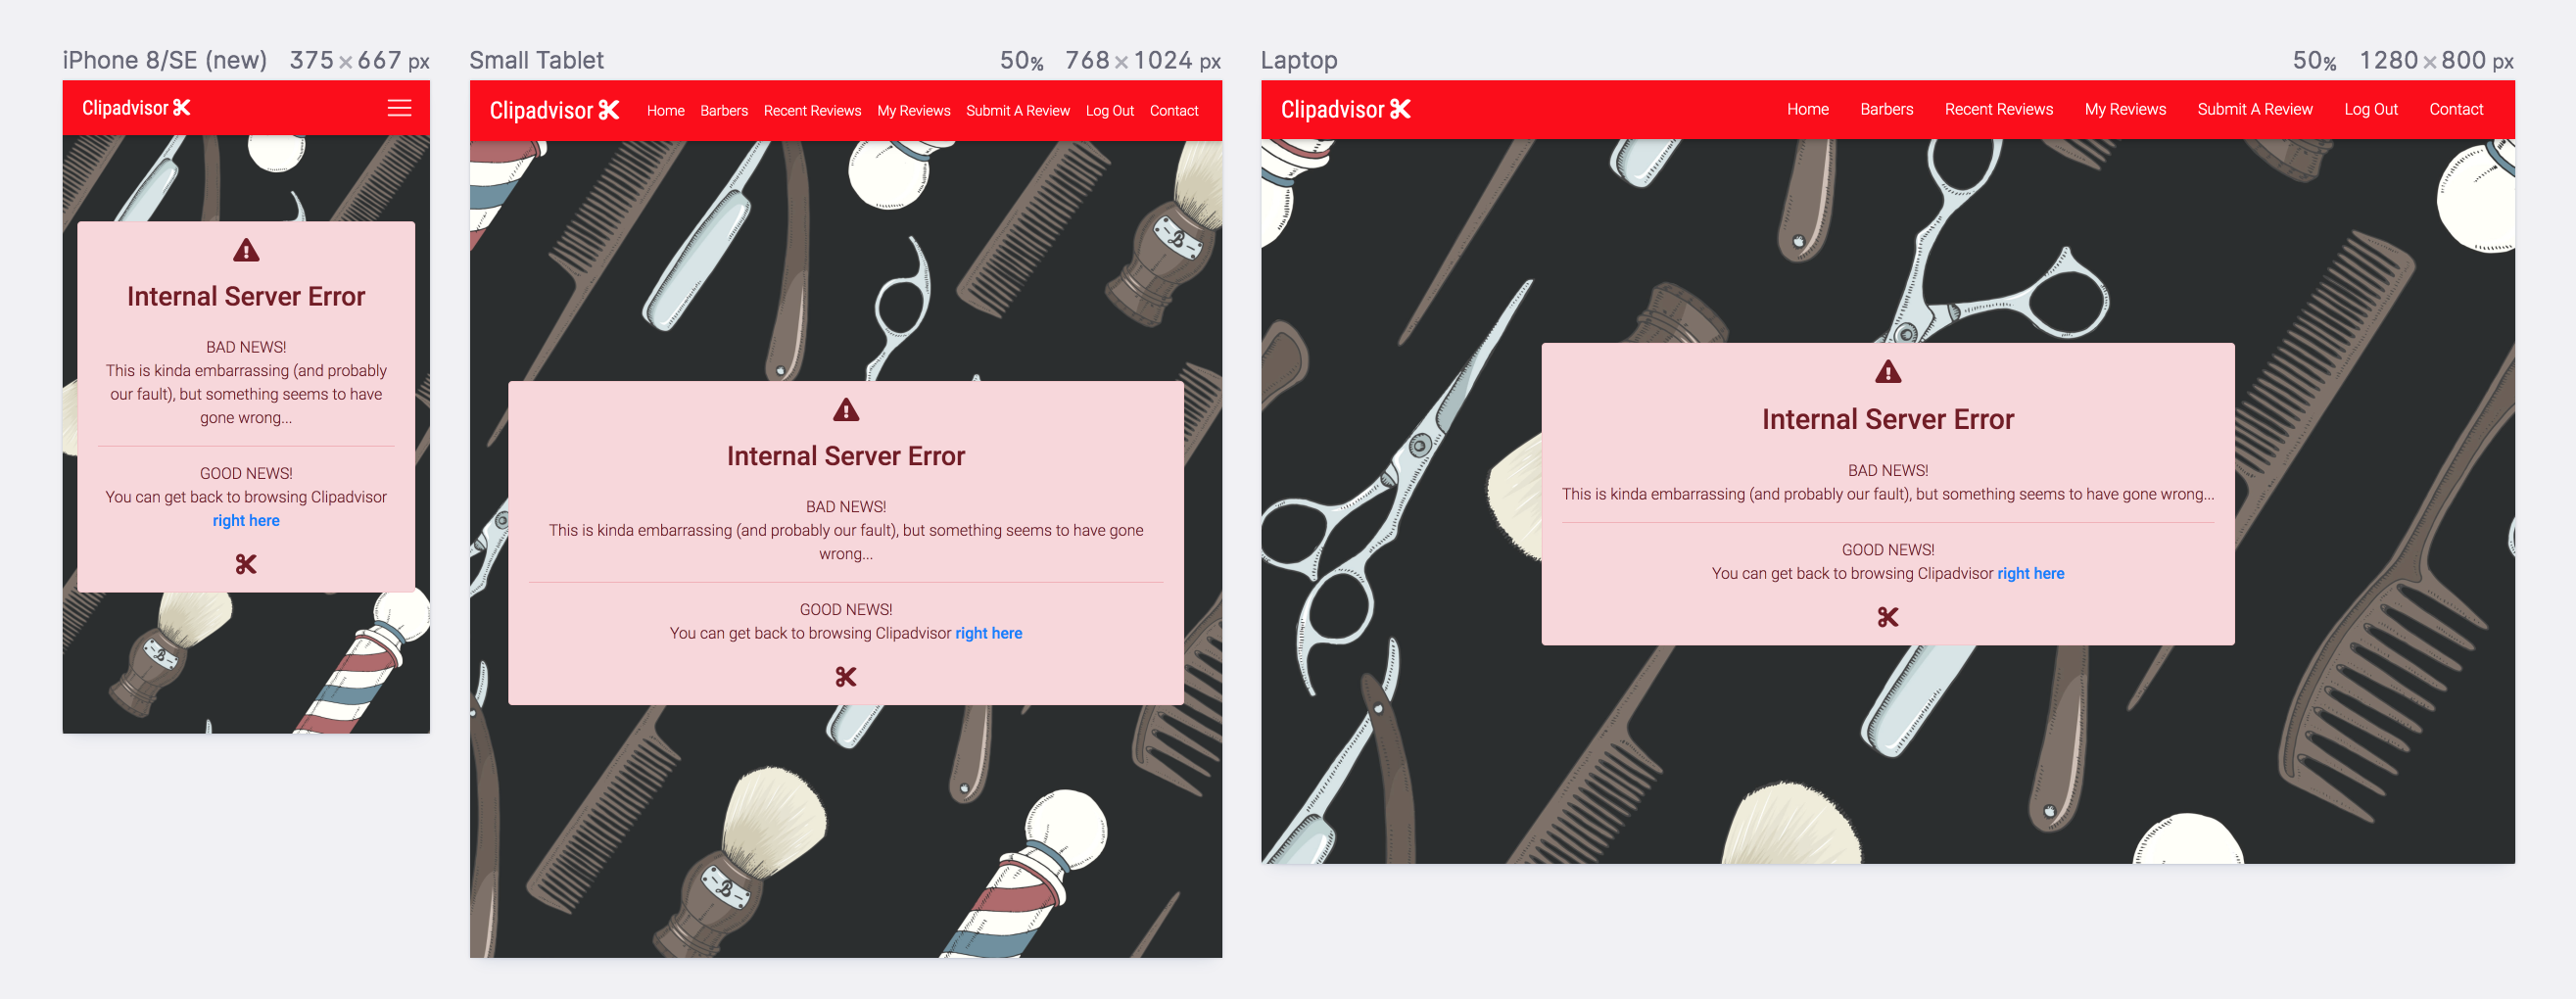 iPhone 8/SE (new) 375 × 667 px
Clipadvisor
Internal Server Error
BAD NEWS!
This is kinda embarrassing (and probably
our fault), but something seems to have
gone wrong...
GOOD NEWS!
You can get back to browsing Clipadvisor
right here
Small Tablet 50% 768 × 1024 px
Clipadvisor Home Barbers Recent Reviews My Reviews Submit A Review Log Out Contact
B
Internal Server Error
BAD NEWS!
This is kinda embarrassing (and probably our fault), but something seems to have gone
wrong...
GOOD NEWS!
You can get back to browsing Clipadvisor right here
B
Laptop 50% 1280 × 800 px
Clipadvisor Home Barbers Recent Reviews My Reviews Submit A Review Log Out Contact
Internal Server Error
BAD NEWS!
This is kinda embarrassing (and probably our fault), but something seems to have gone wrong...
GOOD NEWS!
You can get back to browsing Clipadvisor right here